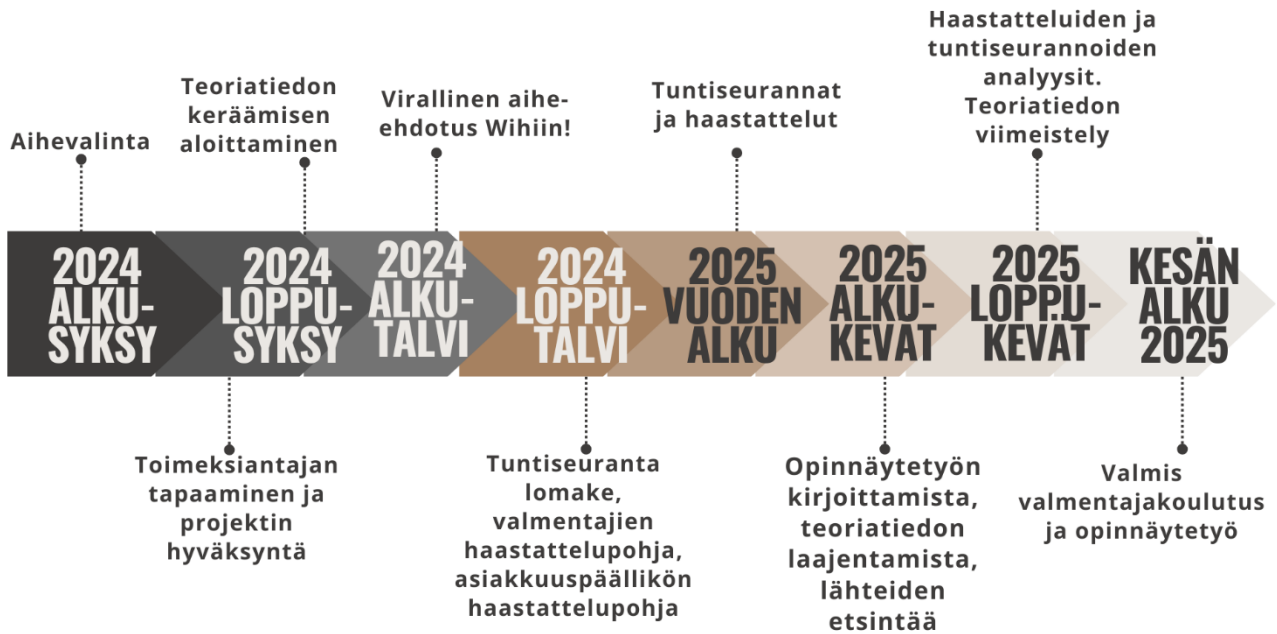 Aihevalinta
Teoriatiedon
keräämisen
aloittaminen
Virallinen aihe-
ehdotus Wihiin!
Tuntiseurannat
ja haastattelut
Haastatteluiden ja
tuntiseurannoiden
analyysit.
Teoriatiedon
viimeistely
2024
ALKU-
SYKSY
2024
LOPPU-
SYKSY
2024
ALKU-
TALVI
2024
LOPPU-
TALVI
2025
VUODEN
ALKU
2025
ALKU-
KEVAT
2025
LOPPU-
KEVÄT
KESÄN
ALKU
2025
Toimeksiantajan
tapaaminen ja
projektin
hyväksyntä
Tuntiseuranta
lomake,
valmentajien
haastattelupohja,
asiakkuuspäällikön
haastattelupohja
Opinnäytetyön
kirjoittamista,
teoriatiedon
laajentamista,
lähteiden
etsintää
Valmis
valmentajakoulutus
ja opinnäytetyö